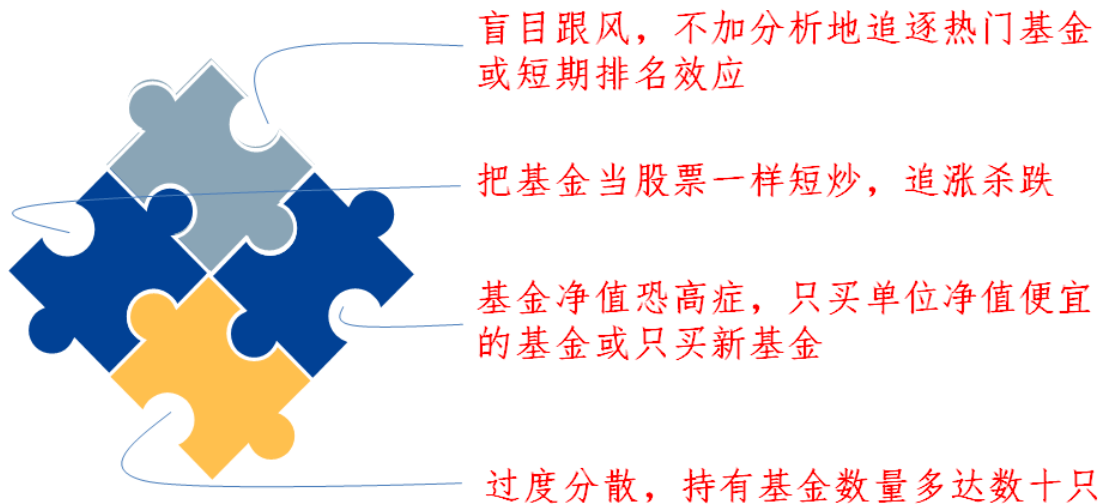 盲目跟风，不加分析地追逐热门基金
或短期排名效应
把基金当股票一样短炒，追涨杀跌
基金净值恐高症，只买单位净值便宜
的基金或只买新基金
过度分散，持有基金数量多达数十只